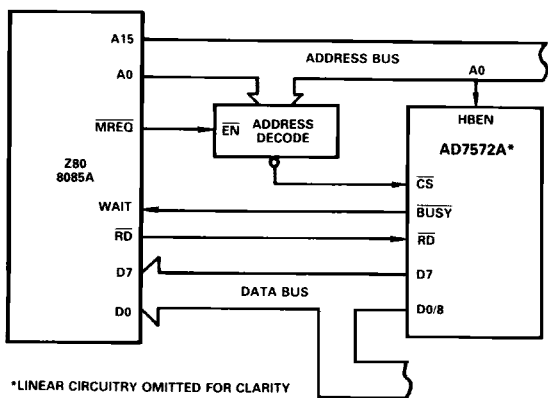 A15
ADDRESS BUS
A0
A0
MREQ
EN
ADDRESS
DECODE
HBEN
AD7572A*
Z80
8085A
CS
WAIT
BUSY
RD
RD
D7
D7
DATA BUS
D0
D0/8
*LINEAR CIRCUITRY OMITTED FOR CLARITY